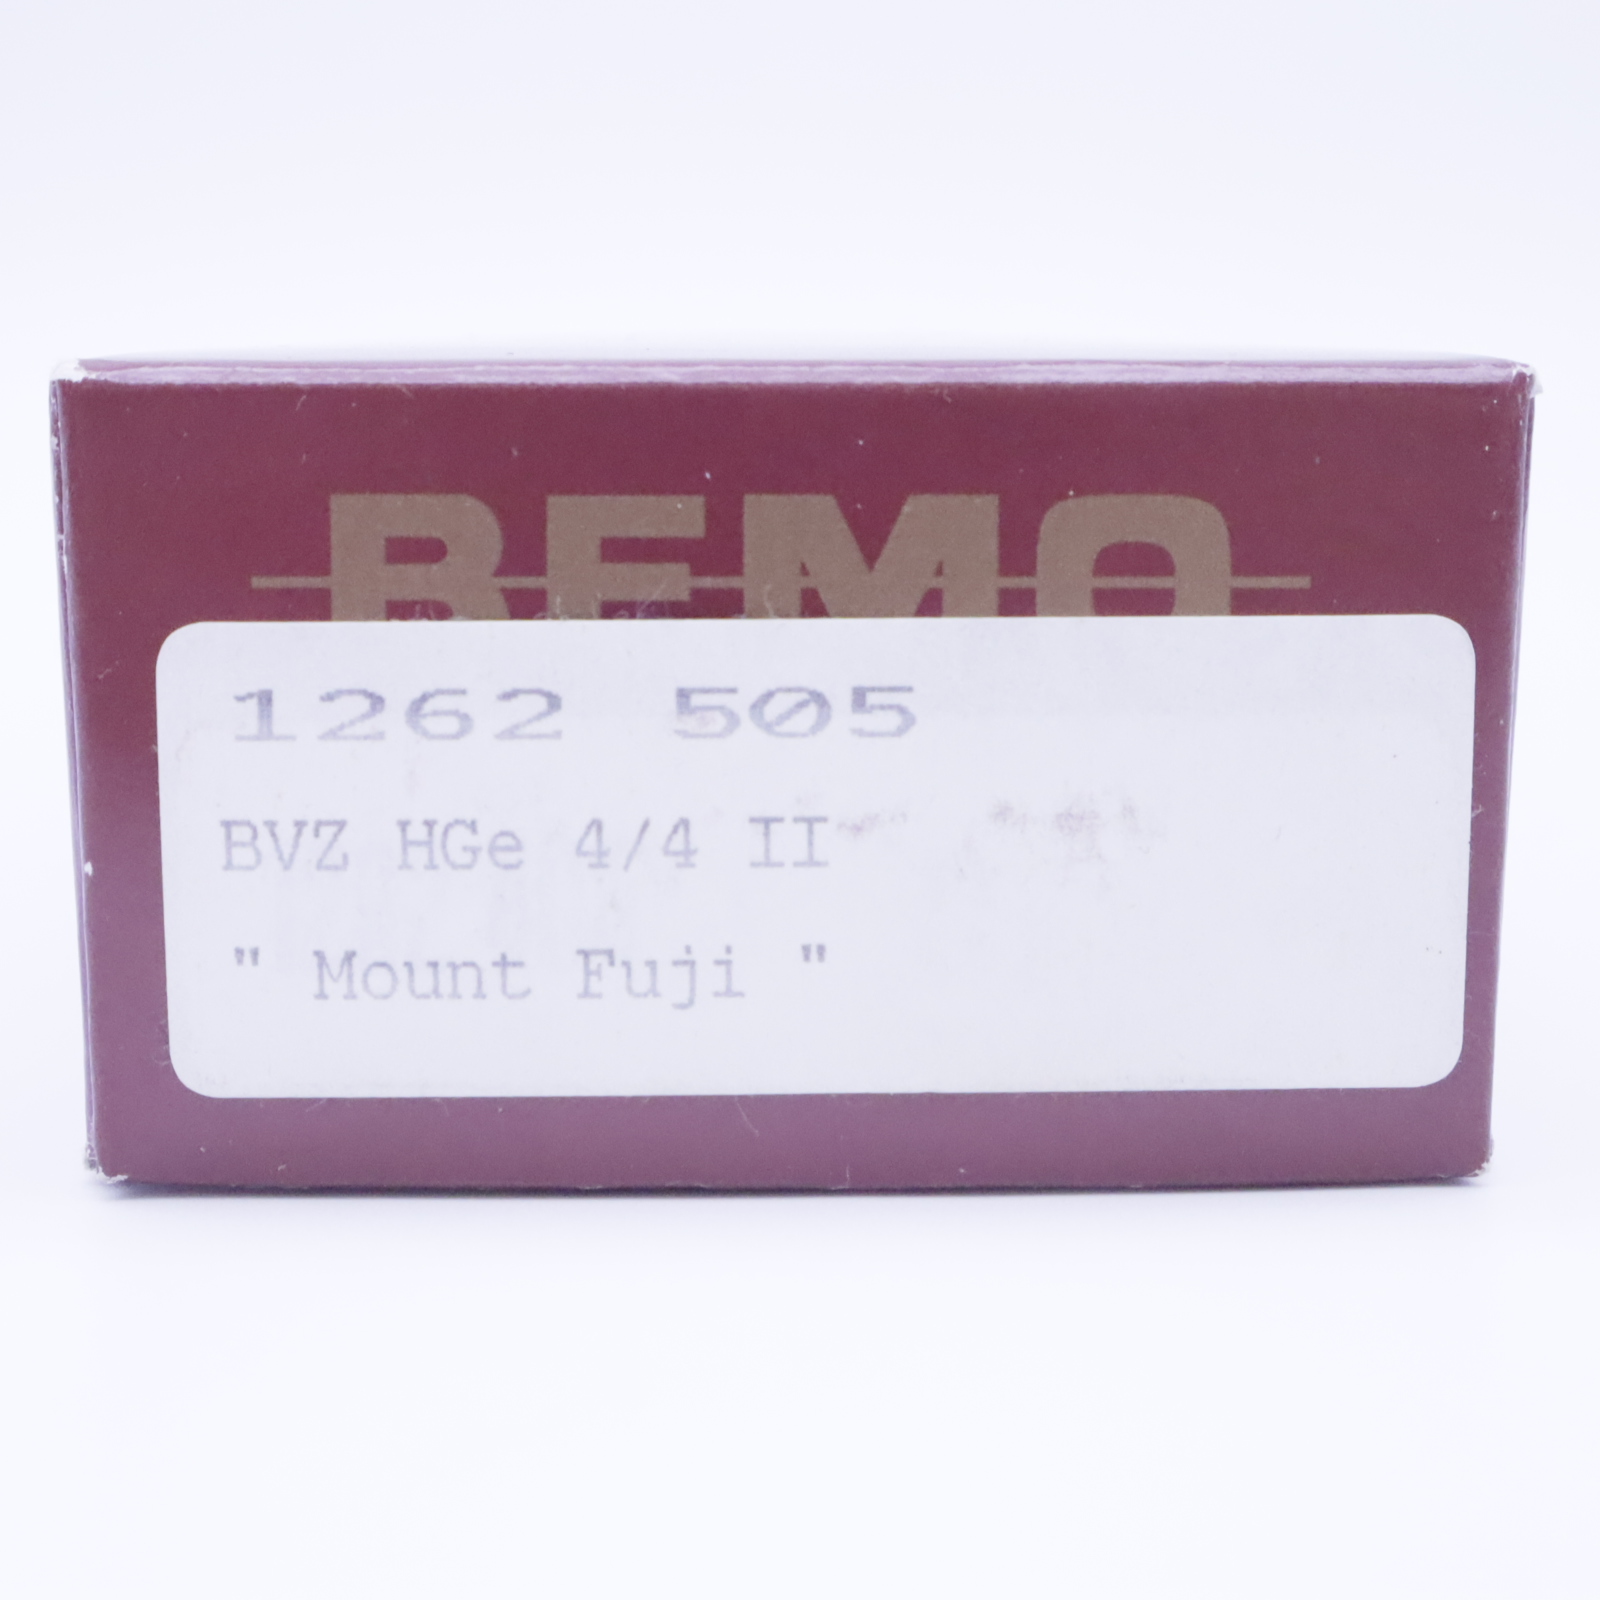 BEMO
1262 505
BVZ HGe 4/4 II
" Mount Fuji "